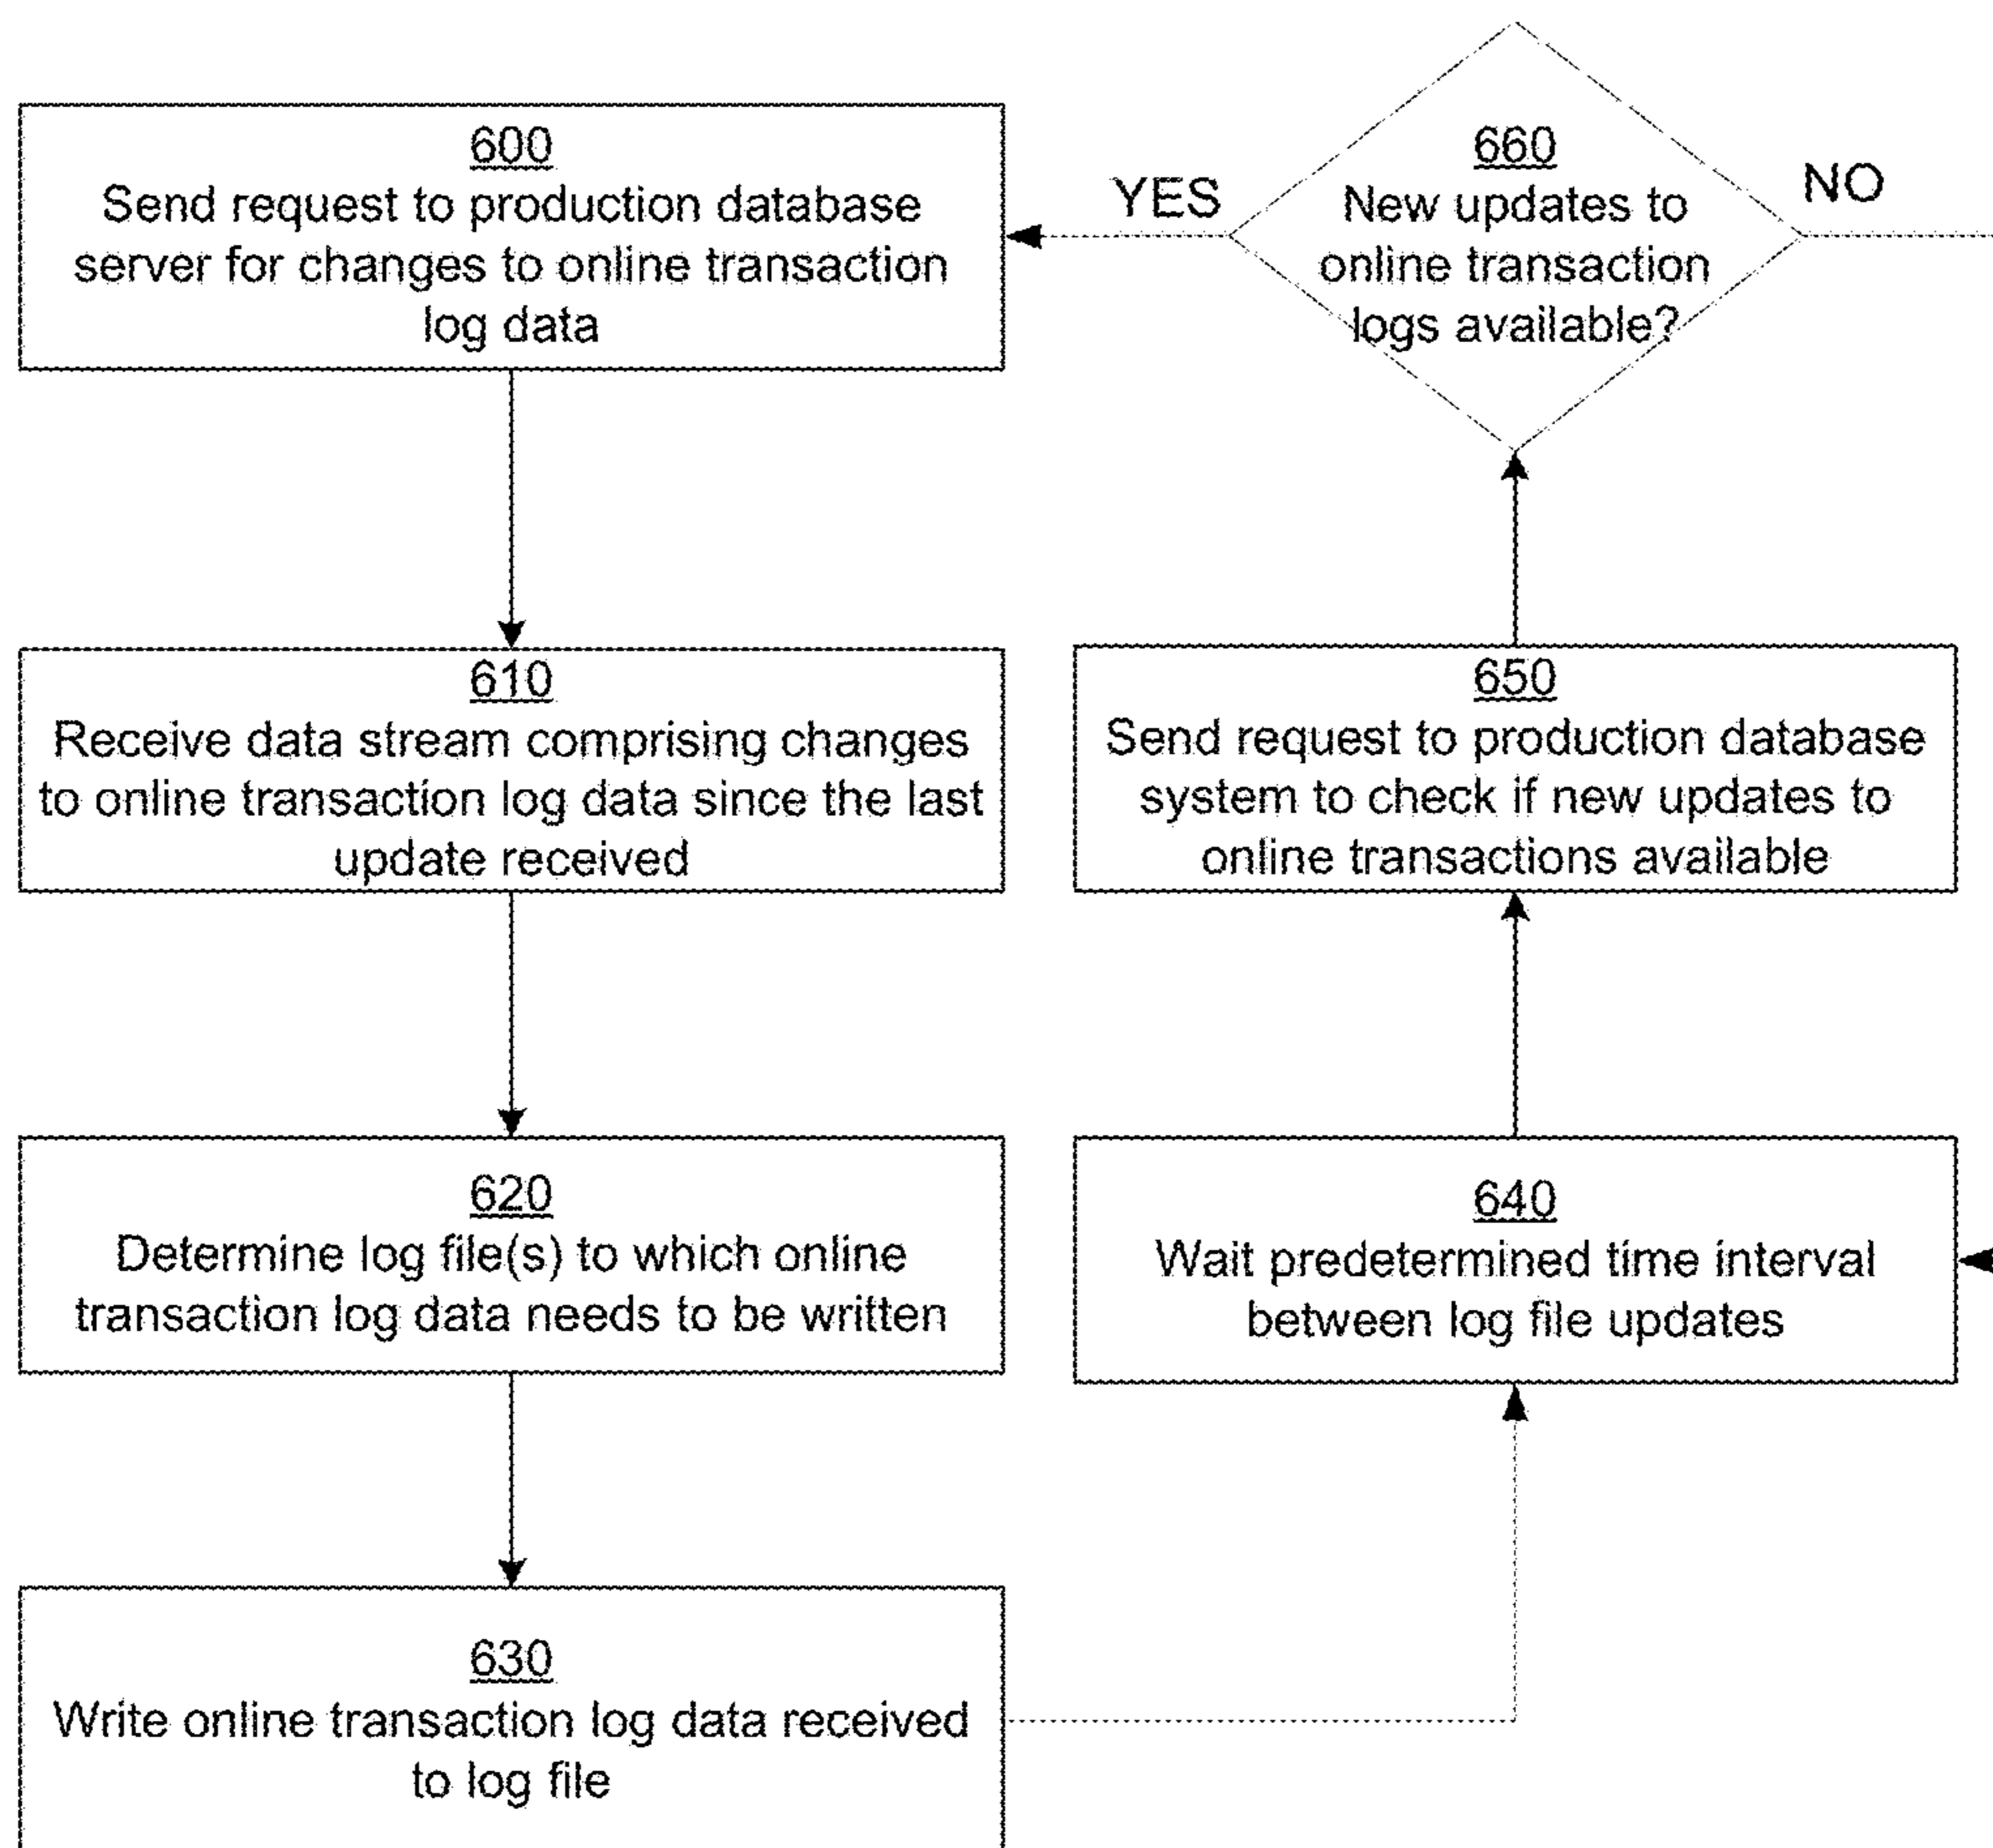 600
Send request to production database
server for changes to online transaction
log data
YES
660
New updates to
online transaction
logs available?
NO
610
Receive data stream comprising changes
to online transaction log data since the last
update received
650
Send request to production database
system to check if new updates to
online transactions available
620
Determine log file(s) to which online
transaction log data needs to be written
640
Wait predetermined time interval
between log file updates
630
Write online transaction log data received
to log file